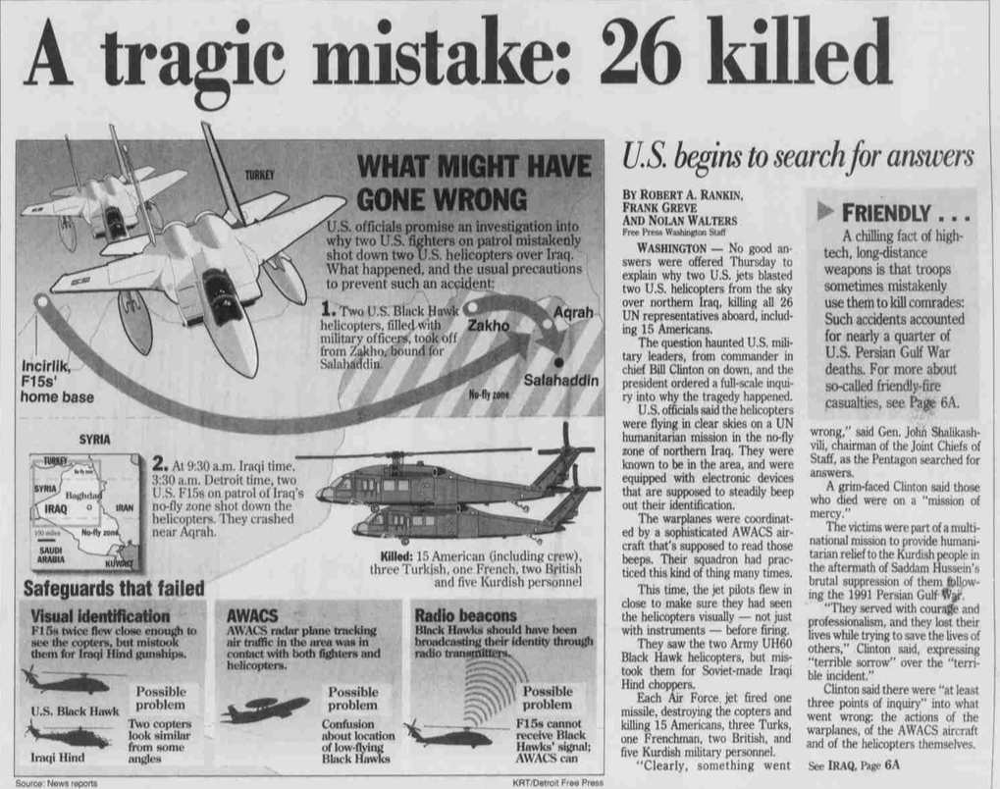 A tragic mistake: 26 killed
WHAT MIGHT HAVE
GONE WRONG
U.S. officials promise an investigation into
why two U.S. fighters on patrol mistakenly
shot down two U.S. helicopters over Iraq.
What happened, and the usual precautions
to prevent such an accident:
TURKEY
1. Two U.S. Black Hawk
helicopters, filled with
military officers, took off
from Zakho, bound for
Salahaddin.
Zakho
Aqrah
Salahaddin
No-fly zone
Incirlik,
F15s'
home base
SYRIA
TURKEY
No-fly zone
SYRIA
Baghdad
IRAQ
IRAN
100 miles
No-fly zone
SAUDI
ARABIA
KUWAIT
2. At 9:30 a.m. Iraqi time,
3:30 a.m. Detroit time, two
U.S. F15s on patrol of Iraq's
no-fly zone shot down the
helicopters. They crashed
near Aqrah.
Killed: 15 American (including crew),
three Turkish, one French, two British
and five Kurdish personnel
Safeguards that failed
Visual identification
F15s twice flew close enough to
see the copters, but mistook
them for Iraqi Hind gunships.
U.S. Black Hawk
Iraqi Hind
Possible
problem
Two copters
look similar
from some
angles
AWACS
AWACS radar plane tracking
air traffic in the area was in
contact with both fighters and
helicopters.
Possible
problem
Confusion
about location
of low-flying
Black Hawks
Radio beacons
Black Hawks should have been
broadcasting their identity through
radio transmitters.
Possible
problem
F15s cannot
receive Black
Hawks' signal;
AWACS can
Source: News reports
KRT/Detroit Free Press
U.S. begins to search for answers
BY ROBERT A. RANKIN,
FRANK GREVE
AND NOLAN WALTERS
Free Press Washington Staff
WASHINGTON — No good an-
swers were offered Thursday to
explain why two U.S. jets blasted
two U.S. helicopters from the sky
over northern Iraq, killing all 26
UN representatives aboard, includ-
ing 15 Americans.
The question haunted U.S. mili-
tary leaders, from commander in
chief Bill Clinton on down, and the
president ordered a full-scale inqui-
ry into why the tragedy happened.
U.S. officials said the helicopters
were flying in clear skies on a UN
humanitarian mission in the no-fly
zone of northern Iraq. They were
known to be in the area, and were
equipped with electronic devices
that are supposed to steadily beep
out their identification.
The warplanes were coordinat-
ed by a sophisticated AWACS air-
craft that's supposed to read those
beeps. Their squadron had prac-
ticed this kind of thing many times.
This time, the jet pilots flew in
close to make sure they had seen
the helicopters visually — not just
with instruments — before firing.
They saw the two Army UH60
Black Hawk helicopters, but mis-
took them for Soviet-made Iraqi
Hind choppers.
Each Air Force jet fired one
missile, destroying the copters and
killing 15 Americans, three Turks,
one Frenchman, two British, and
five Kurdish military personnel.
"Clearly, something went
FRIENDLY . . .
A chilling fact of high-
tech, long-distance
weapons is that troops
sometimes mistakenly
use them to kill comrades:
Such accidents accounted
for nearly a quarter of
U.S. Persian Gulf War
deaths. For more about
so-called friendly-fire
casualties, see Page 6A.
wrong," said Gen. John Shalikash-
vili, chairman of the Joint Chiefs of
Staff, as the Pentagon searched for
answers.
A grim-faced Clinton said those
who died were on a "mission of
mercy."
The victims were part of a multi-
national mission to provide humani-
tarian relief to the Kurdish people in
the aftermath of Saddam Hussein's
brutal suppression of them follow-
ing the 1991 Persian Gulf War.
"They served with courage and
professionalism, and they lost their
lives while trying to save the lives of
others," Clinton said, expressing
"terrible sorrow" over the "terri-
ble incident."
Clinton said there were "at least
three points of inquiry" into what
went wrong: the actions of the
warplanes, of the AWACS aircraft
and of the helicopters themselves.
See IRAQ, Page 6A